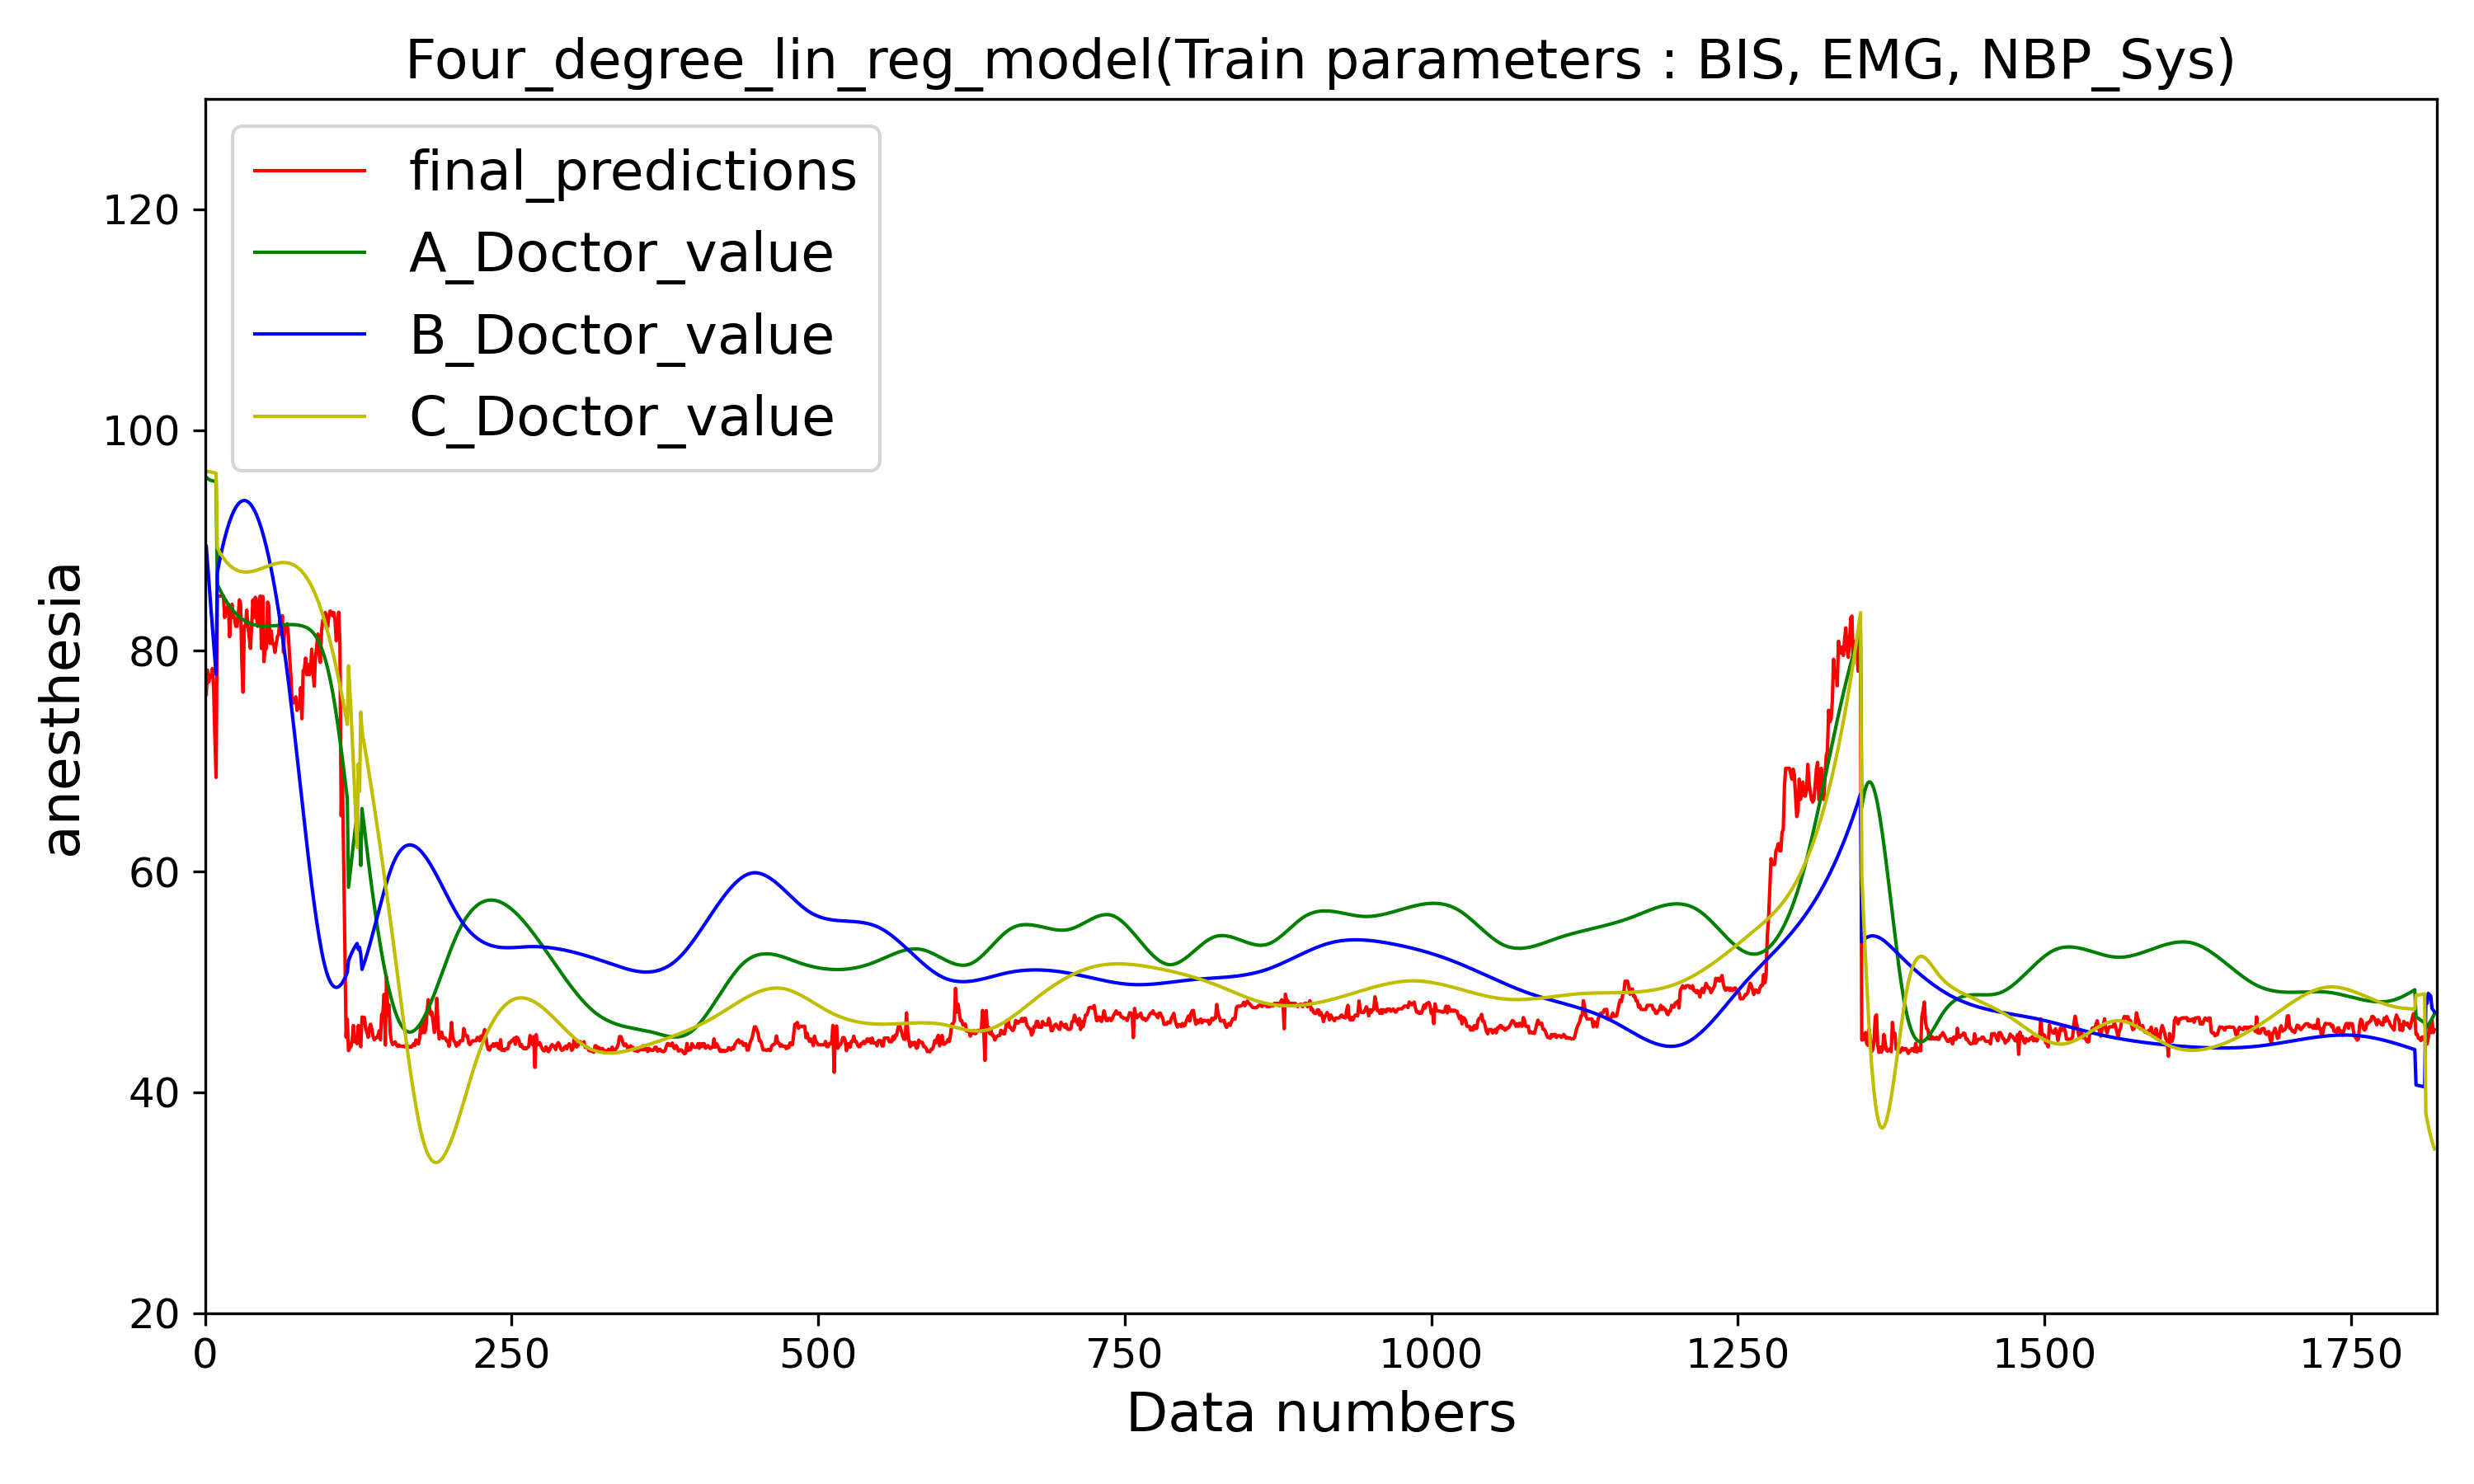 Four_degree_lin_reg_model(Train parameters : BIS, EMG, NBP_Sys)
final_predictions
A_Doctor_value
B_Doctor_value
C_Doctor_value
120
100
80
60
40
20
anesthesia
0 250 500 750 1000 1250 1500 1750
Data numbers